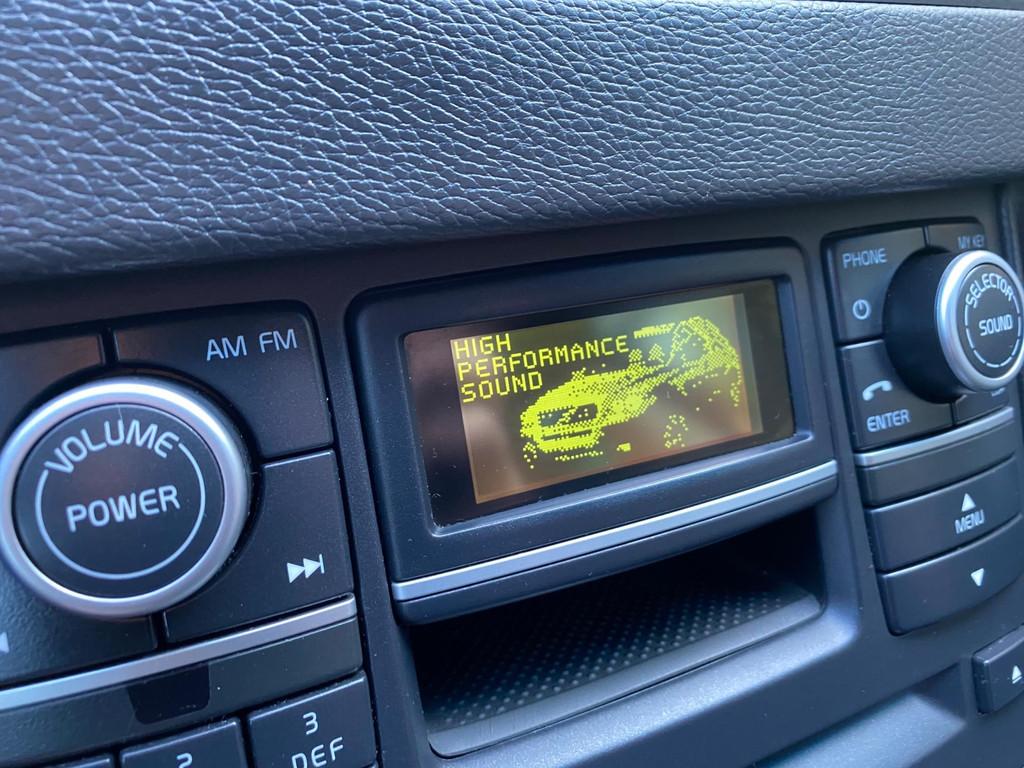 AM FM
VOLUME
POWER
HIGH
PERFORMANCE
SOUND
PHONE
MY KEY
SELECTOR
SOUND
ENTER
MENU
3
DEF